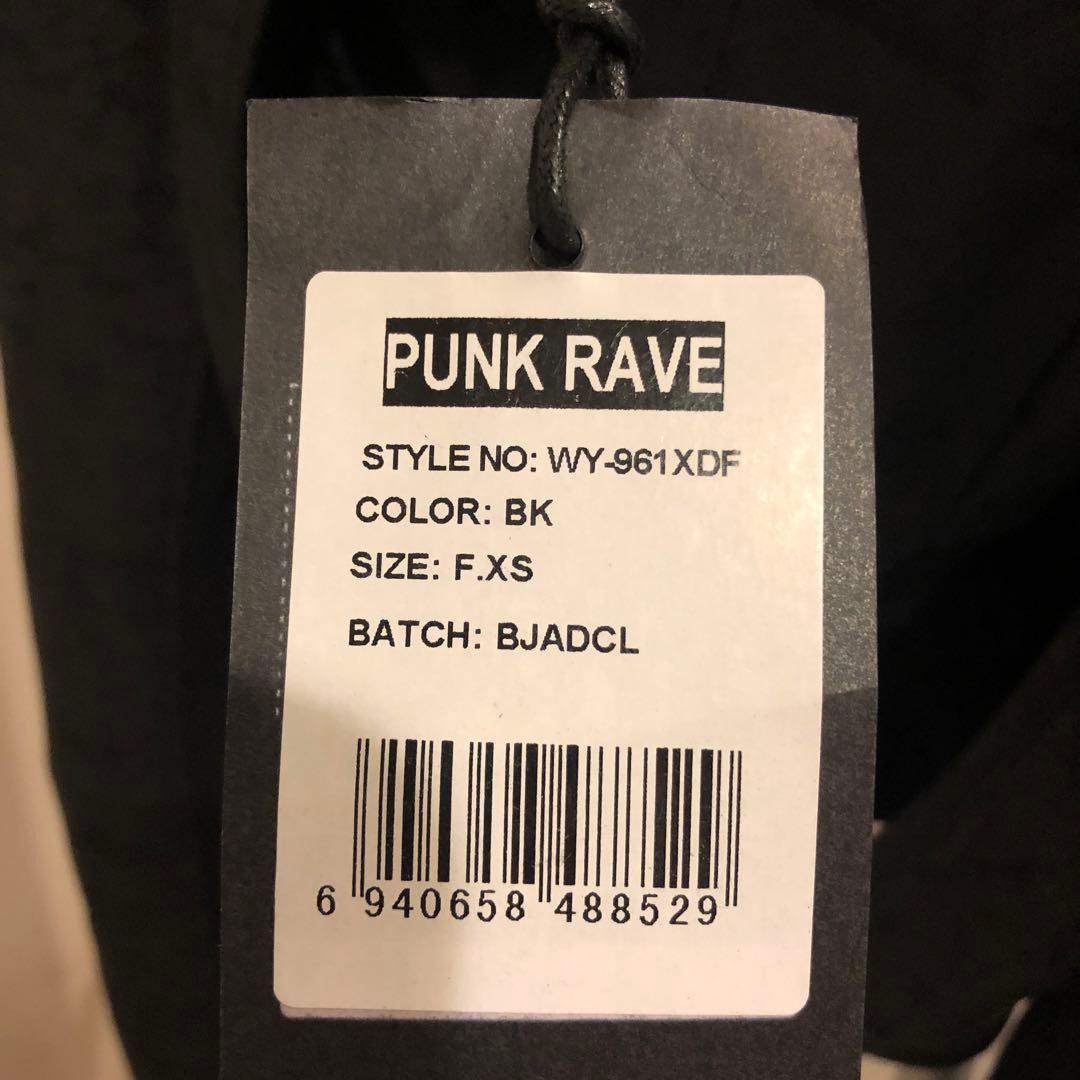 PUNK RAVE
STYLE NO: WY-961XDF
COLOR: BK
SIZE: F.XS
BATCH: BJADCL
6 940658 488529